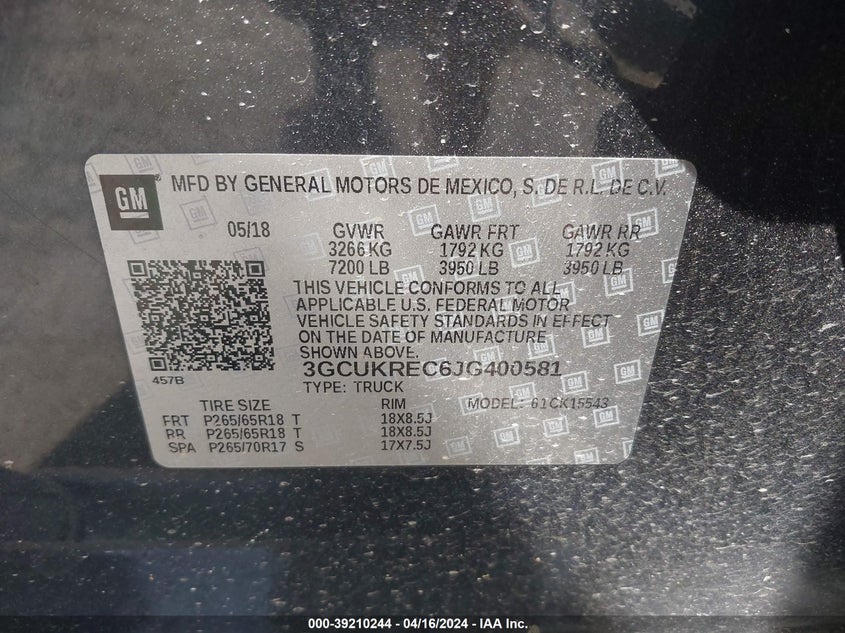 GM MFD BY GENERAL MOTORS DE MEXICO, S. DE R.L. DE C.V.
05/18 GVWR GAWR FRT GAWR RR
3266 KG 1792 KG 1792 KG
7200 LB 3950 LB 3950 LB
THIS VEHICLE CONFORMS TO ALL
APPLICABLE U.S. FEDERAL MOTOR
VEHICLE SAFETY STANDARDS IN EFFECT
ON THE DATE OF MANUFACTURE
SHOWN ABOVE.
3GCUKREC6JG400581
457B
TYPE: TRUCK
TIRE SIZE RIM MODEL: 61CK15543
FRT P265/65R18 T 18X8.5J
RR P265/65R18 T 18X8.5J
SPA P265/70R17 S 17X7.5J
000-39210244 - 04/16/2024 - IAA Inc.